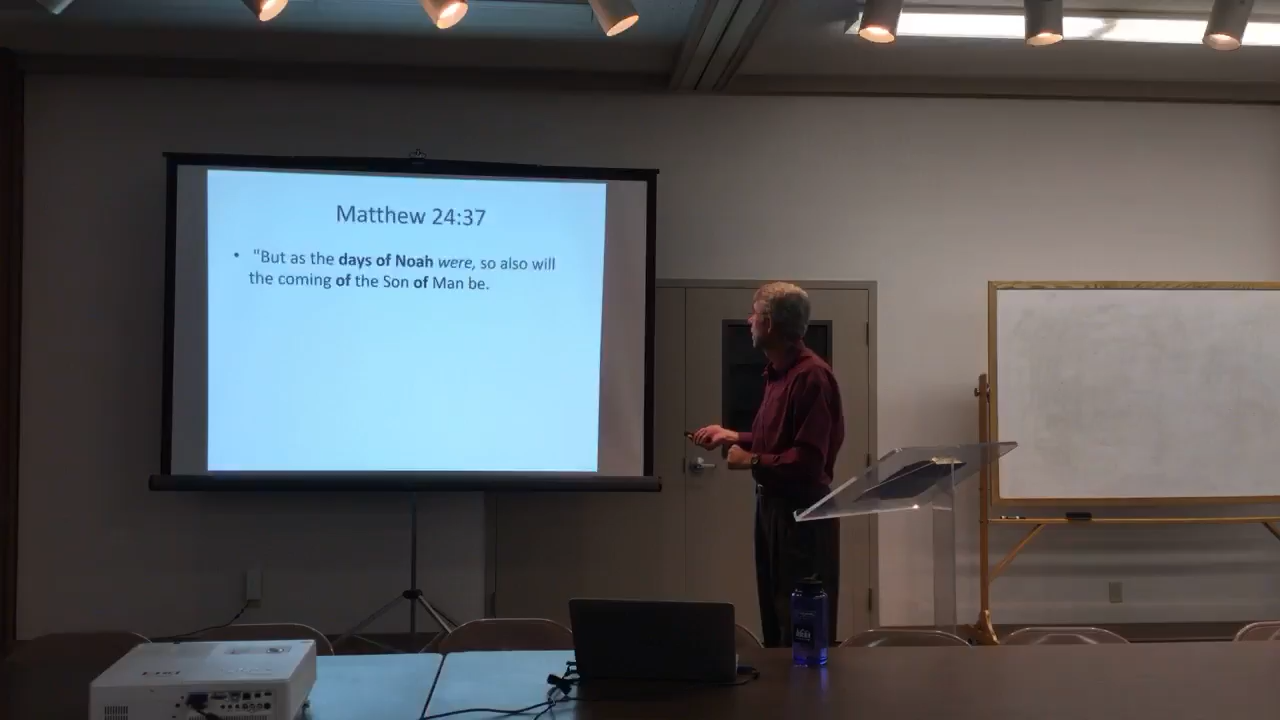 Matthew 24:37
• "But as the days of Noah were, so also will
the coming of the Son of Man be.